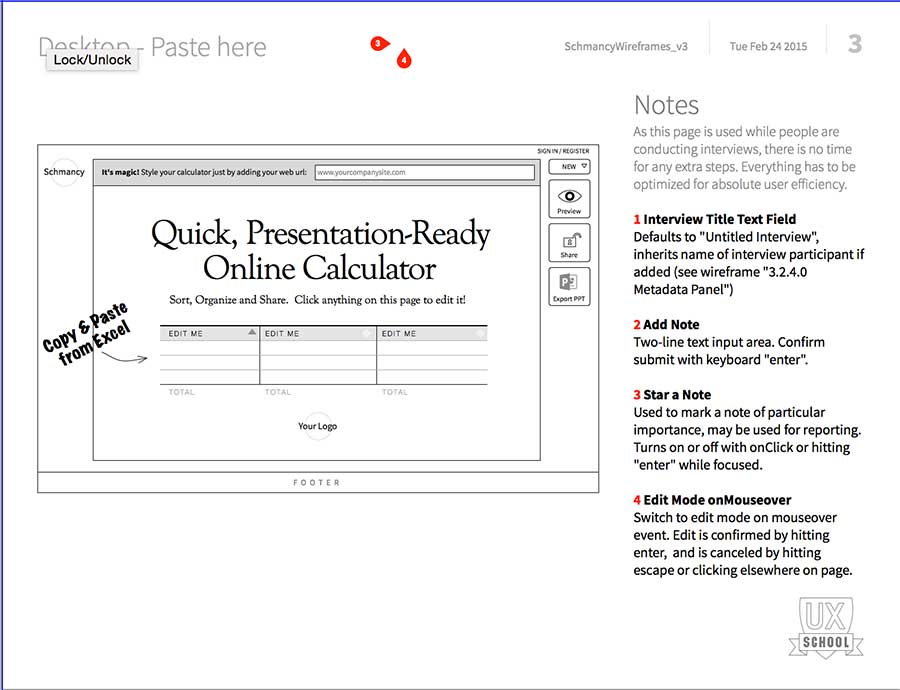 Desktop - Paste here
Lock/Unlock
3
4
SchmancyWireframes_v3
Tue Feb 24 2015
3
SIGN IN / REGISTER
Schmancy
It's magic! Style your calculator just by adding your web url:
www.yourcompanysite.com
NEW
Preview
Share
Export PPT
Quick, Presentation-Ready
Online Calculator
Sort, Organize and Share. Click anything on this page to edit it!
Copy & Paste
from Excel
EDIT ME EDIT ME EDIT ME
TOTAL TOTAL TOTAL
Your Logo
FOOTER
Notes
As this page is used while people are
conducting interviews, there is no time
for any extra steps. Everything has to be
optimized for absolute user efficiency.
1 Interview Title Text Field
Defaults to "Untitled Interview",
inherits name of interview participant if
added (see wireframe "3.2.4.0
Metadata Panel")
2 Add Note
Two-line text input area. Confirm
submit with keyboard "enter".
3 Star a Note
Used to mark a note of particular
importance, may be used for reporting.
Turns on or off with onClick or hitting
"enter" while focused.
4 Edit Mode onMouseover
Switch to edit mode on mouseover
event. Edit is confirmed by hitting
enter, and is canceled by hitting
escape or clicking elsewhere on page.
UX
SCHOOL